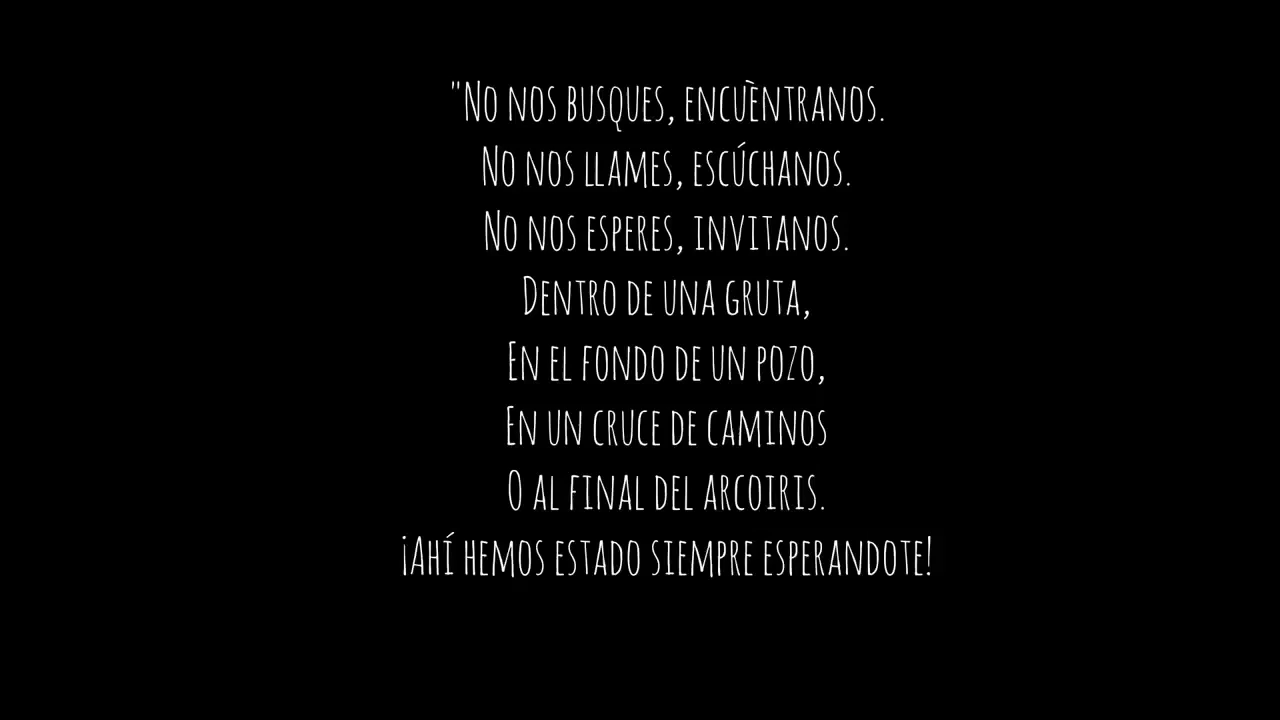 "No nos busques, encuèntranos.
No nos llames, escúchanos.
No nos esperes, invitanos.
Dentro de una gruta,
En el fondo de un pozo,
En un cruce de caminos
O al final del arcoiris.
¡Ahí hemos estado siempre esperandote!